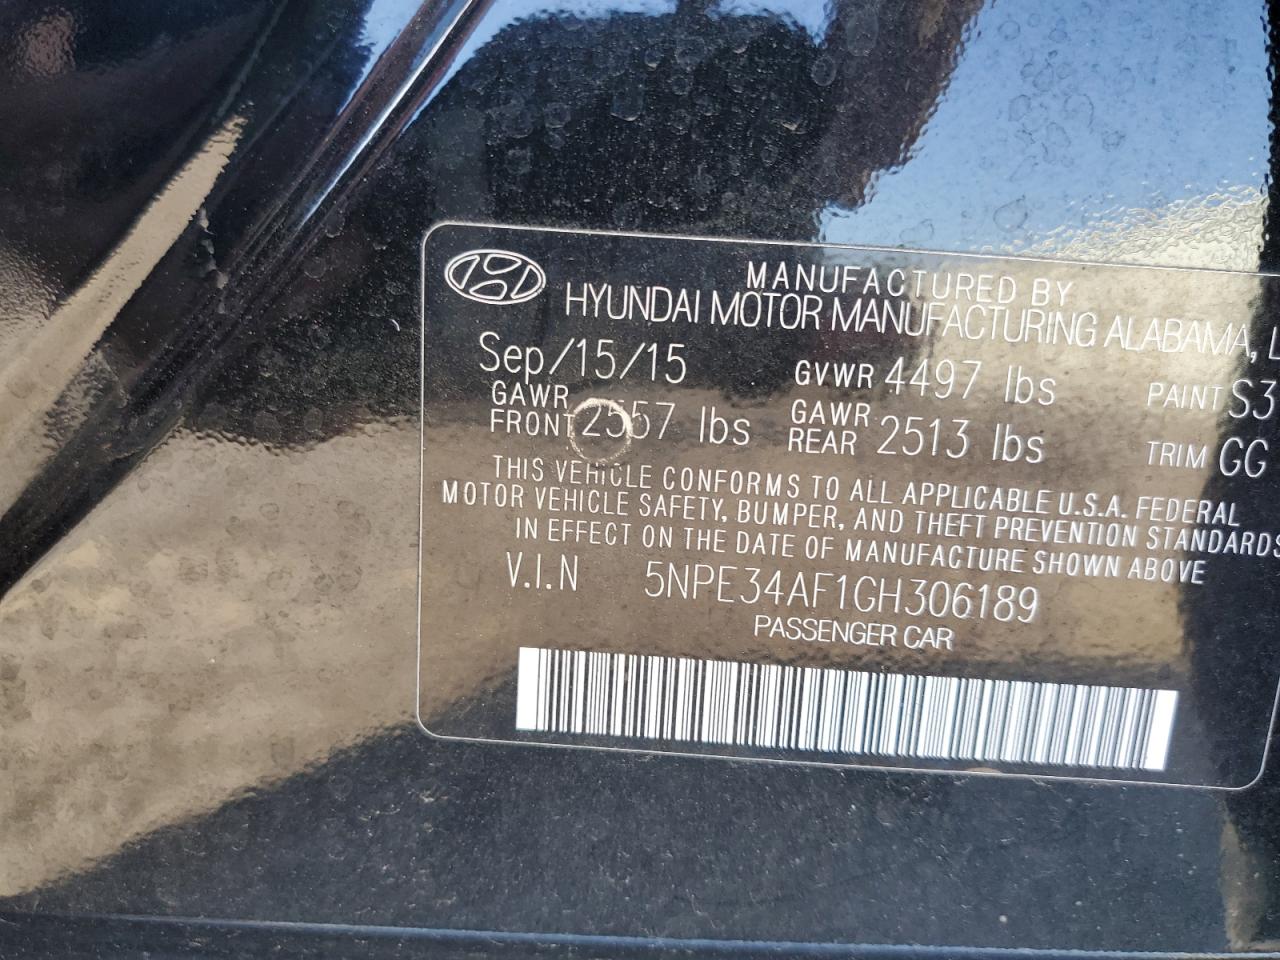 MANUFACTURED BY
HYUNDAI MOTOR MANUFACTURING ALABAMA, L
Sep/15/15 GVWR 4497 lbs PAINT S3
GAWR FRONT 2557 lbs GAWR REAR 2513 lbs TRIM GG
THIS VEHICLE CONFORMS TO ALL APPLICABLE U.S.A. FEDERAL
MOTOR VEHICLE SAFETY, BUMPER, AND THEFT PREVENTION STANDARDS
IN EFFECT ON THE DATE OF MANUFACTURE SHOWN ABOVE
V.I.N 5NPE34AF1GH306189
PASSENGER CAR